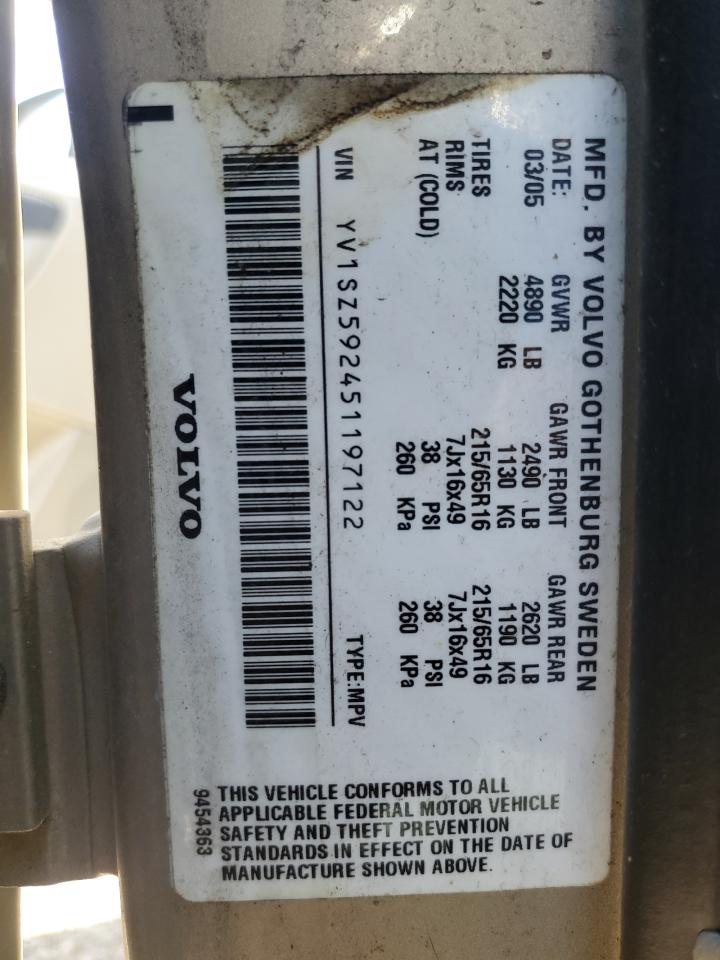 MFD. BY VOLVO GOTHENBURG SWEDEN
DATE: GVWR GAWR FRONT GAWR REAR
03/05 4890 LB 2490 LB 2620 LB
2220 KG 1130 KG 1190 KG
TIRES 215/65R16 215/65R16
RIMS 7Jx16x49 7Jx16x49
AT (COLD) 38 PSI 38 PSI
260 KPa 260 KPa
VIN YV1SZ592451197122 TYPE:MPV
VOLVO
THIS VEHICLE CONFORMS TO ALL
APPLICABLE FEDERAL MOTOR VEHICLE
SAFETY AND THEFT PREVENTION
STANDARDS IN EFFECT ON THE DATE OF
MANUFACTURE SHOWN ABOVE.
9454363